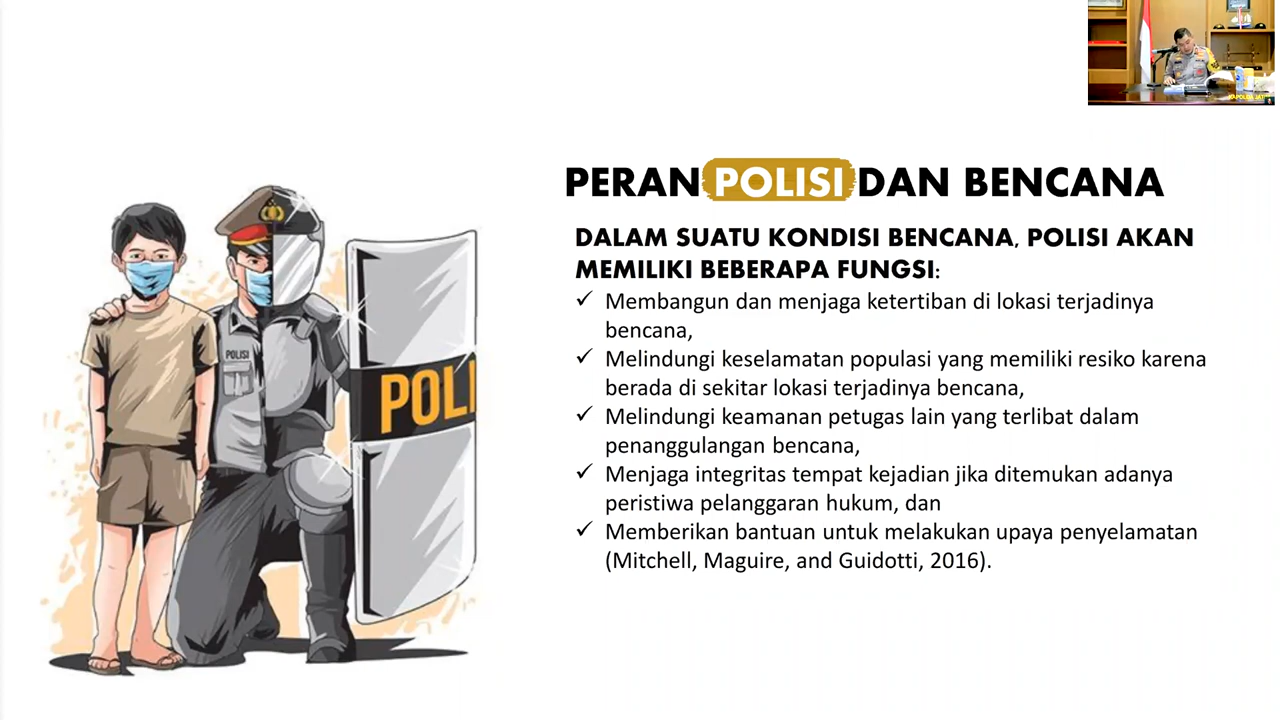 PERAN POLISI DAN BENCANA
DALAM SUATU KONDISI BENCANA, POLISI AKAN
MEMILIKI BEBERAPA FUNGSI:
✓ Membangun dan menjaga ketertiban di lokasi terjadinya
bencana,
✓ Melindungi keselamatan populasi yang memiliki resiko karena
berada di sekitar lokasi terjadinya bencana,
✓ Melindungi keamanan petugas lain yang terlibat dalam
penanggulangan bencana,
✓ Menjaga integritas tempat kejadian jika ditemukan adanya
peristiwa pelanggaran hukum, dan
✓ Memberikan bantuan untuk melakukan upaya penyelamatan
(Mitchell, Maguire, and Guidotti, 2016).
POLISI
POLI